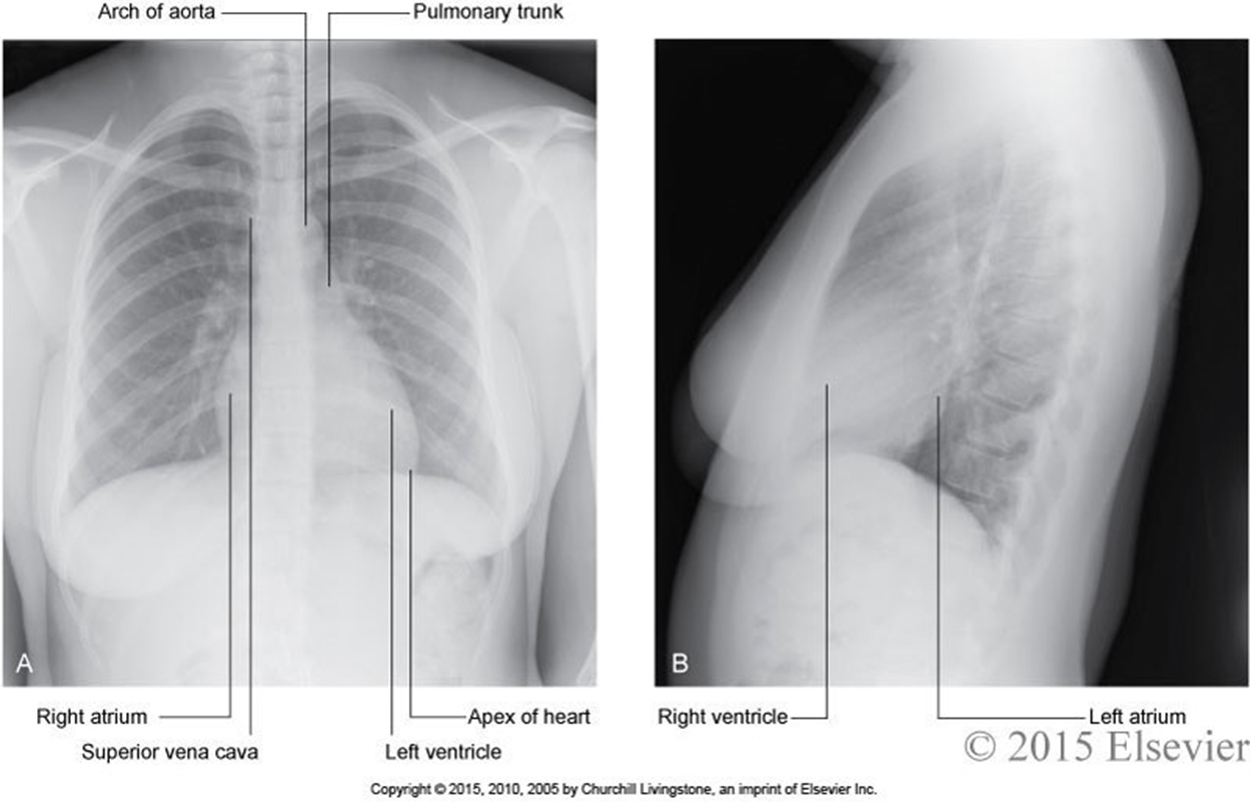 Arch of aorta
Pulmonary trunk
A
B
Right atrium
Apex of heart
Superior vena cava
Left ventricle
Right ventricle
Left atrium
© 2015 Elsevier
Copyright © 2015, 2010, 2005 by Churchill Livingstone, an imprint of Elsevier Inc.